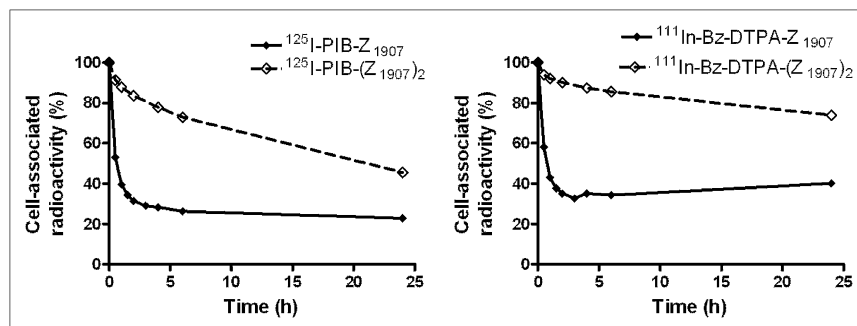 ¹²⁵I-PIB-Z₁₉₀₇
¹²⁵I-PIB-(Z₁₉₀₇)₂
Cell-associated
radioactivity (%)
100
80
60
40
20
0
0 5 10 15 20 25
Time (h)
¹¹¹In-Bz-DTPA-Z₁₉₀₇
¹¹¹In-Bz-DTPA-(Z₁₉₀₇)₂
Cell-associated
radioactivity (%)
100
80
60
40
20
0
0 5 10 15 20 25
Time (h)